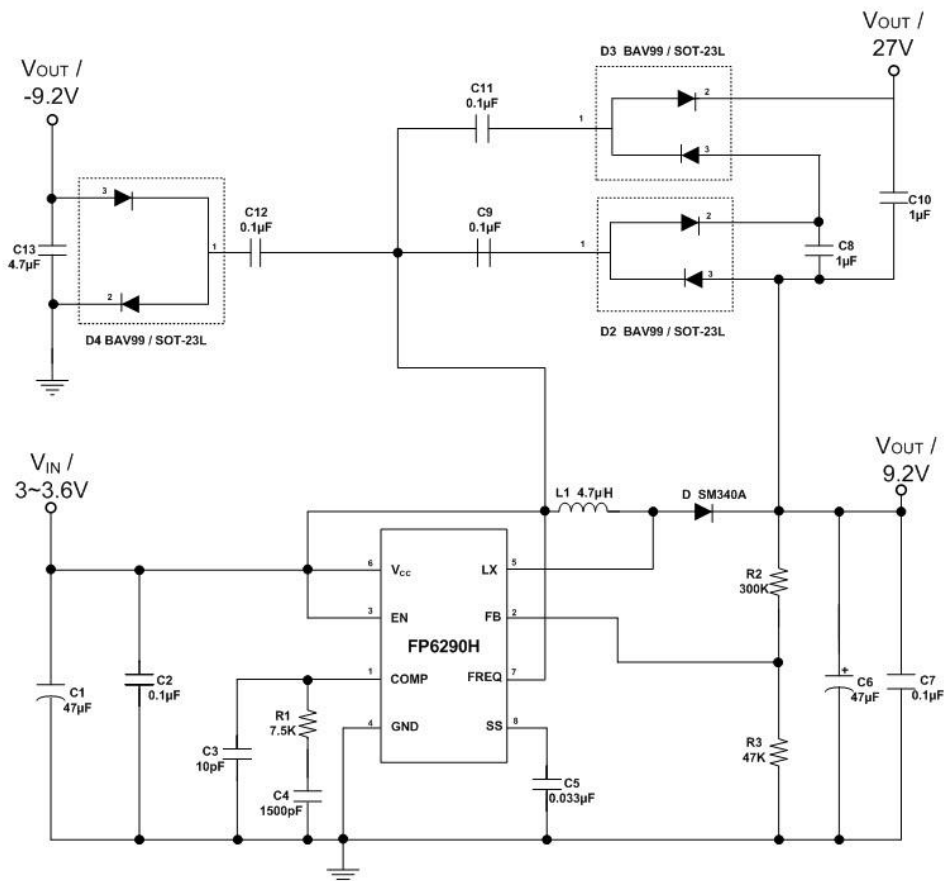 VOUT /
-9.2V
D3 BAV99 / SOT-23L
VOUT /
27V
C11
0.1µF
1
2
3
3
1
2
C13
4.7µF
C12
0.1µF
D4 BAV99 / SOT-23L
C9
0.1µF
1
2
3
C8
1µF
C10
1µF
D2 BAV99 / SOT-23L
VIN /
3~3.6V
VOUT /
9.2V
L1 4.7µH
D SM340A
6
VCC
LX
5
3
EN
FB
2
FP6290H
1
COMP
FREQ
7
4
GND
SS
8
R2
300K
C1
47µF
C2
0.1µF
C3
10pF
R1
7.5K
C4
1500pF
C5
0.033µF
R3
47K
+
C6
47µF
C7
0.1µF